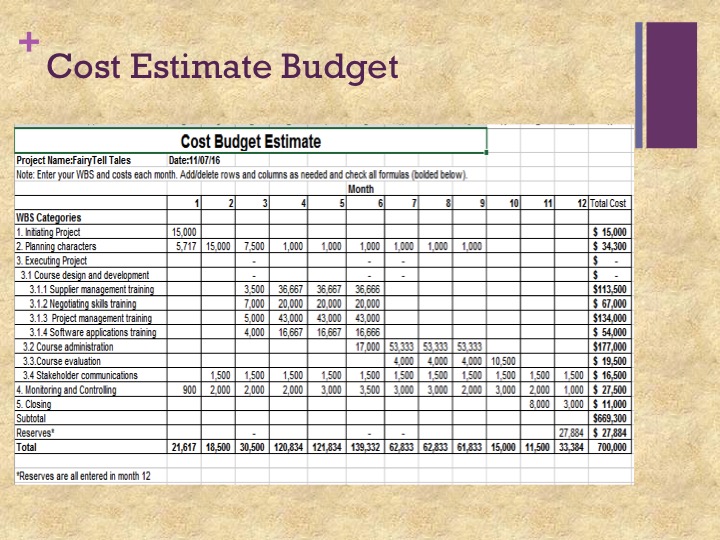 + Cost Estimate Budget
Cost Budget Estimate
Project Name:FairyTell Tales Date:11/07/16
Note: Enter your WBS and costs each month. Add/delete rows and columns as needed and check all formulas (bolded below).
Month
1 2 3 4 5 6 7 8 9 10 11 12 Total Cost
WBS Categories
1. Initiating Project 15,000 $ 15,000
2. Planning characters 5,717 15,000 7,500 1,000 1,000 1,000 1,000 1,000 1,000 $ 34,300
3. Executing Project - - - $ -
3.1 Course design and development - - - $ -
3.1.1 Supplier management training 3,500 36,667 36,667 36,666 $113,500
3.1.2 Negotiating skills training 7,000 20,000 20,000 20,000 $ 67,000
3.1.3 Project management training 5,000 43,000 43,000 43,000 $134,000
3.1.4 Software applications training 4,000 16,667 16,667 16,666 $ 54,000
3.2 Course administration 17,000 53,333 53,333 53,333 $177,000
3.3.Course evaluation 4,000 4,000 4,000 10,500 $ 19,500
3.4 Stakeholder communications 1,500 1,500 1,500 1,500 1,500 1,500 1,500 1,500 1,500 1,500 1,500 $ 16,500
4. Monitoring and Controlling 900 2,000 2,000 2,000 3,000 3,500 3,000 3,000 2,000 3,000 2,000 1,000 $ 27,500
5. Closing 8,000 3,000 $ 11,000
Subtotal $669,300
Reserves* - - - 27,884 $ 27,884
Total 21,617 18,500 30,500 120,834 121,834 139,332 62,833 62,833 61,833 15,000 11,500 33,384 700,000
*Reserves are all entered in month 12